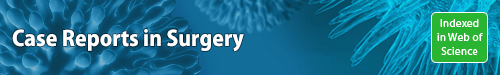 Case Reports in Surgery
Indexed
in Web of
Science